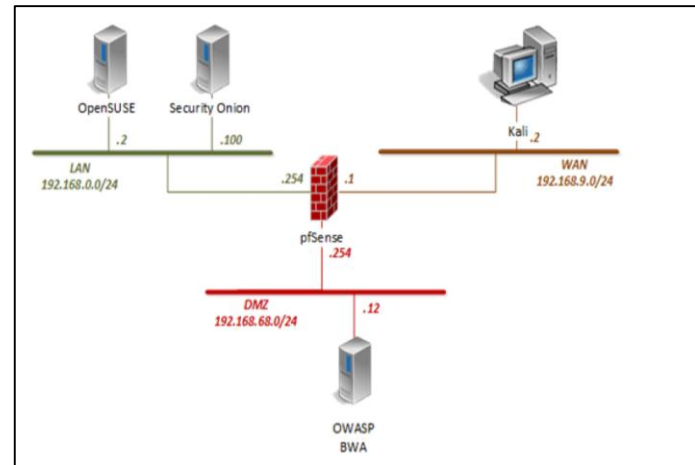 OpenSUSE
Security Onion
.2
.100
LAN
192.168.0.0/24
Kali
.2
WAN
192.168.9.0/24
.254
.1
pfSense
.254
DMZ
192.168.68.0/24
.12
OWASP
BWA